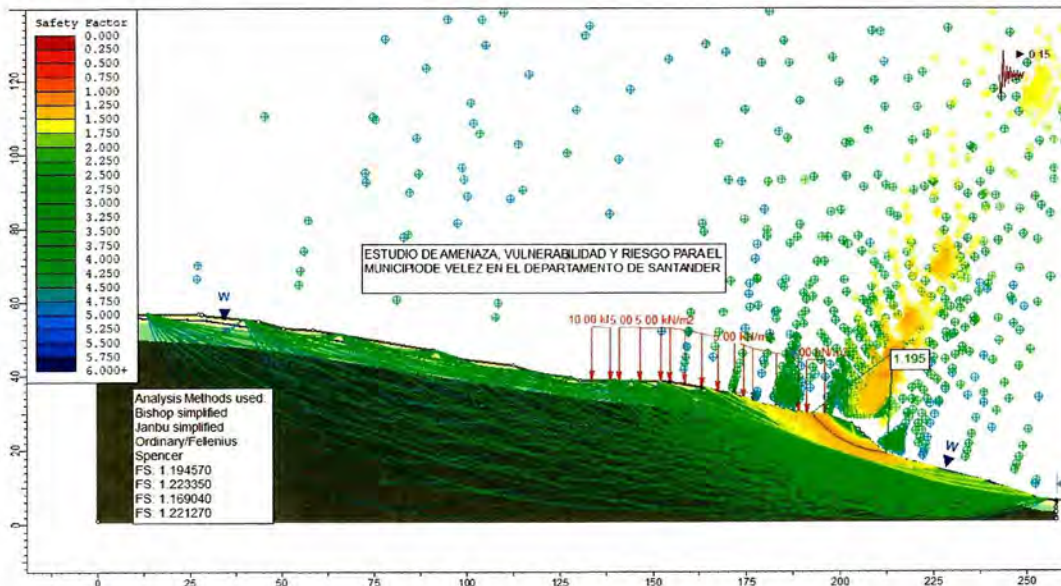 Safety Factor
0.000
0.250
0.500
0.750
1.000
1.250
1.500
1.750
2.000
2.250
2.500
2.750
3.000
3.250
3.500
3.750
4.000
4.250
4.500
4.750
5.000
5.250
5.500
5.750
6.000+
0.15
120
100
80
60
40
20
0
ESTUDIO DE AMENAZA, VULNERABILIDAD Y RIESGO PARA EL
MUNICIPIODE VELEZ EN EL DEPARTAMENTO DE SANTANDER
W
5.00 kN/m2
1.195
W
Analysis Methods used
Bishop simplified
Janbu simplified
Ordinary/Fellenius
Spencer
FS: 1.194570
FS: 1.223350
FS: 1.169040
FS: 1.221270
0 25 50 75 100 125 150 175 200 225 250